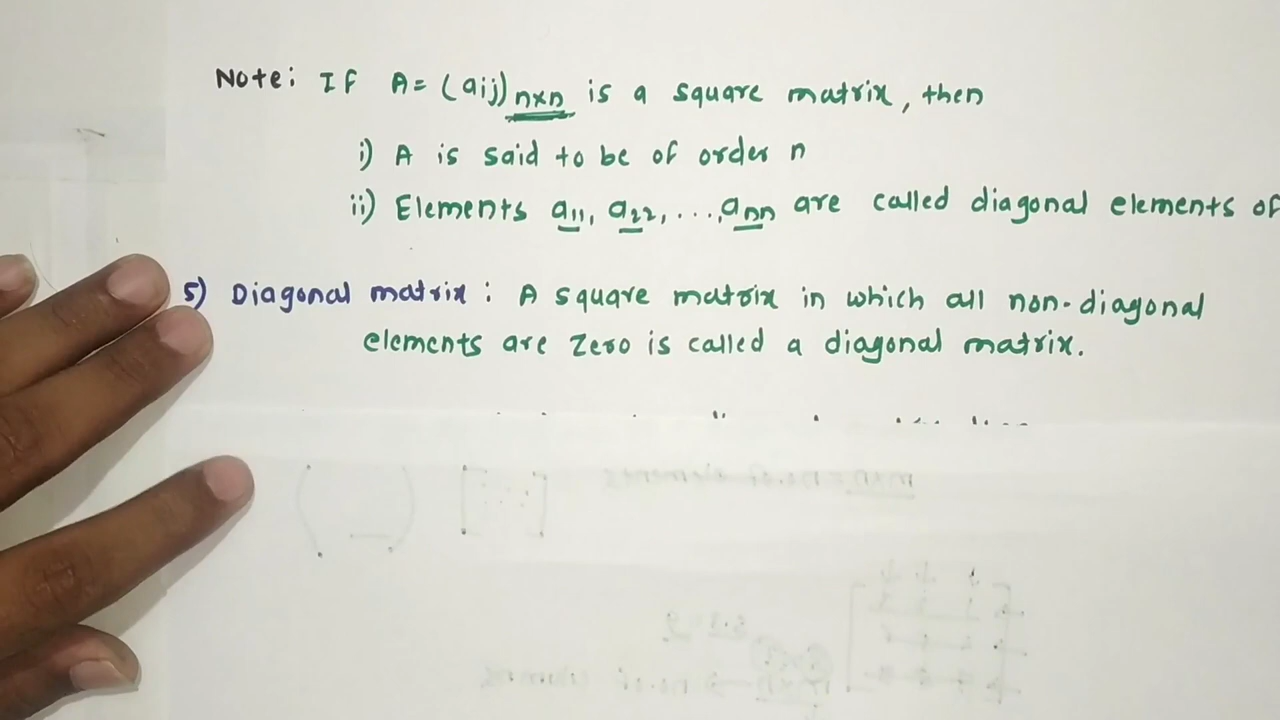 Note: If A = (aij)n×n is a square matrix, then
i) A is said to be of order n
ii) Elements a11, a22, ..., ann are called diagonal elements of
5) Diagonal matrix: A square matrix in which all non-diagonal
elements are zero is called a diagonal matrix.